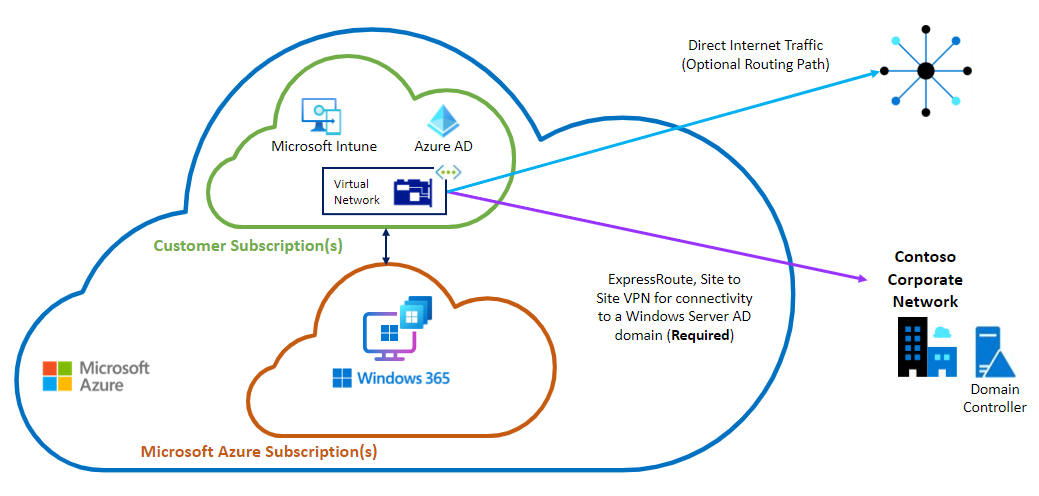 Direct Internet Traffic
(Optional Routing Path)
Microsoft Intune
Azure AD
Virtual
Network
Customer Subscription(s)
ExpressRoute, Site to
Site VPN for connectivity
to a Windows Server AD
domain (Required)
Contoso
Corporate
Network
Domain
Controller
Microsoft
Azure
Windows 365
Microsoft Azure Subscription(s)